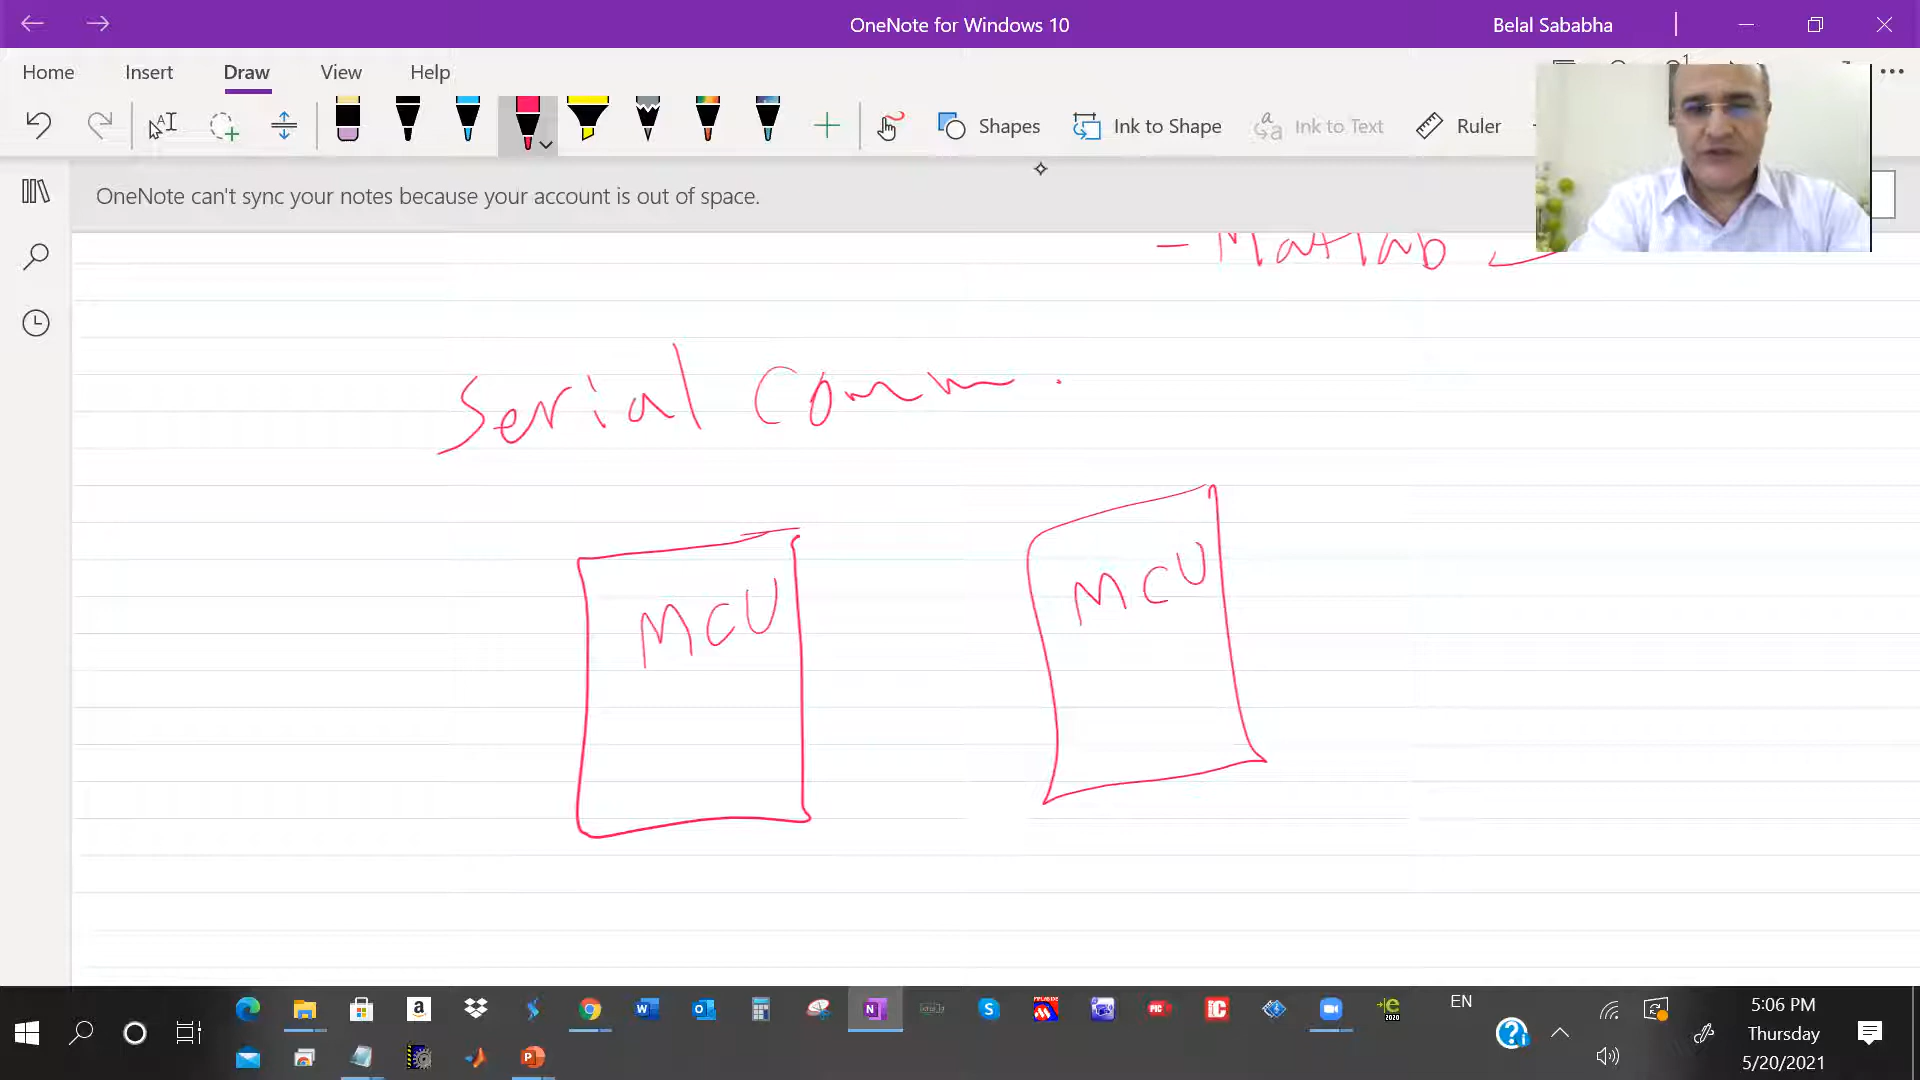 OneNote for Windows 10
Belal Sababha
Home Insert Draw View Help
Shapes Ink to Shape Ink to Text Ruler
OneNote can't sync your notes because your account is out of space.
- Matlab
Serial Comm.
MCU
MCU
EN
5:06 PM
Thursday
5/20/2021